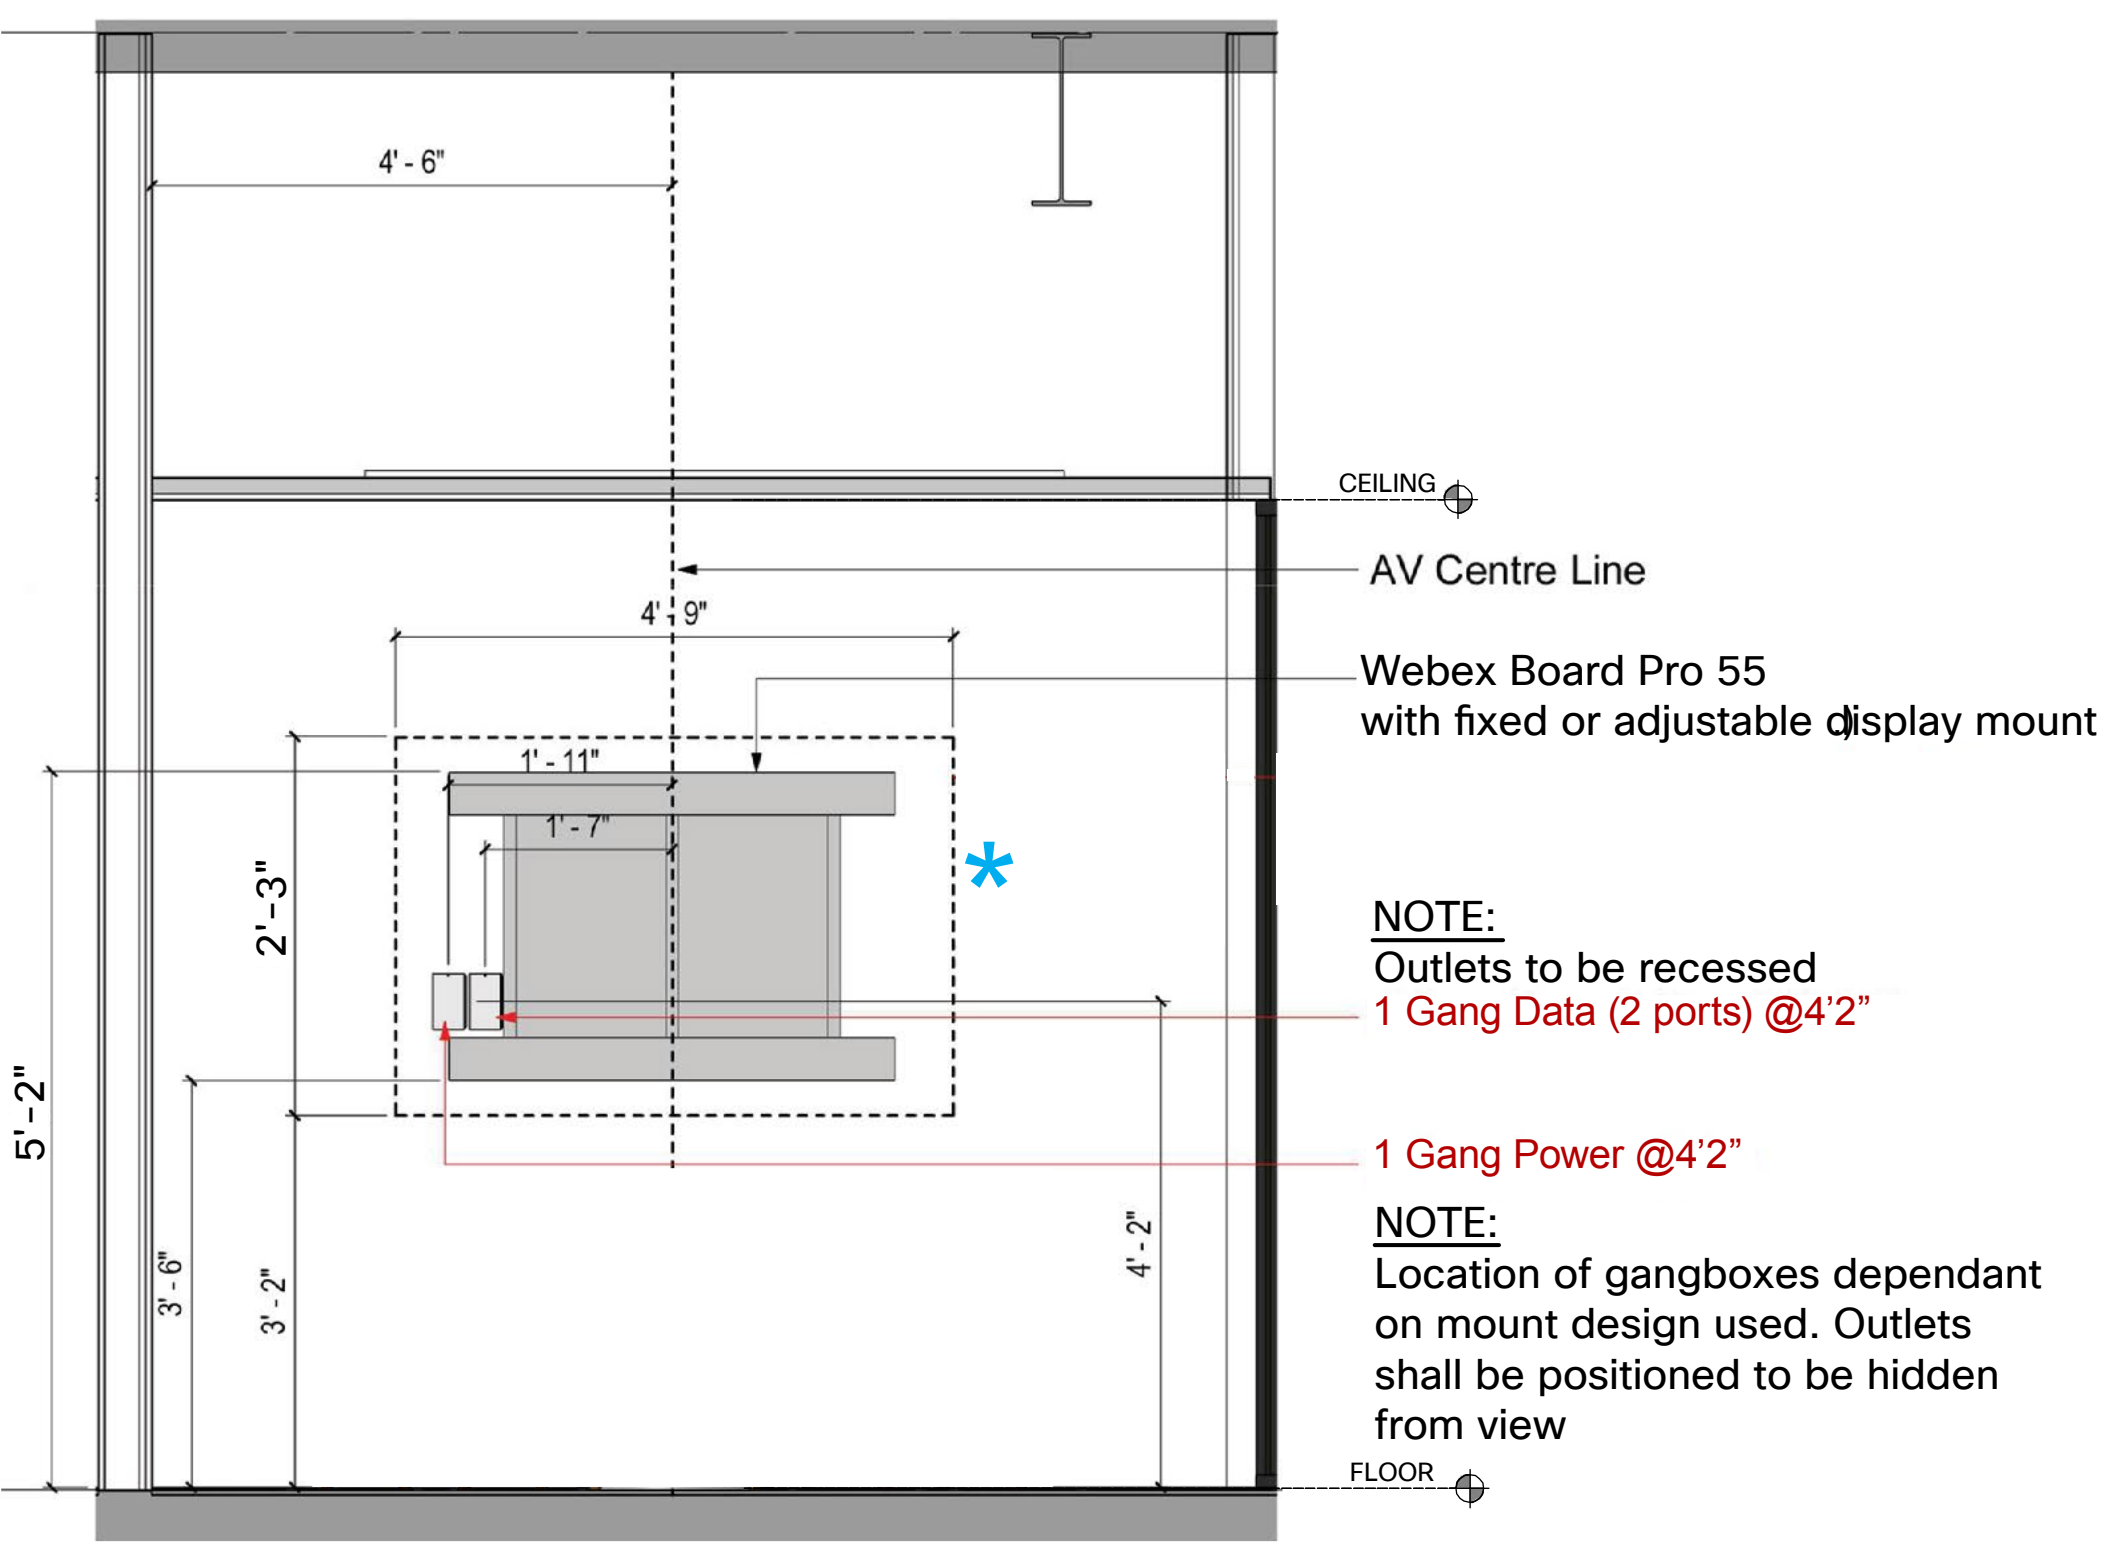 4' - 6"
CEILING
AV Centre Line
4' - 9"
Webex Board Pro 55
with fixed or adjustable display mount
.)
1' - 11"
1' - 7"
2'-3"
*
NOTE:
Outlets to be recessed
1 Gang Data (2 ports) @4’2”
5'-2"
1 Gang Power @4’2”
NOTE:
Location of gangboxes dependant
on mount design used. Outlets
shall be positioned to be hidden
from view
3' - 6"
3' - 2"
4' - 2"
FLOOR